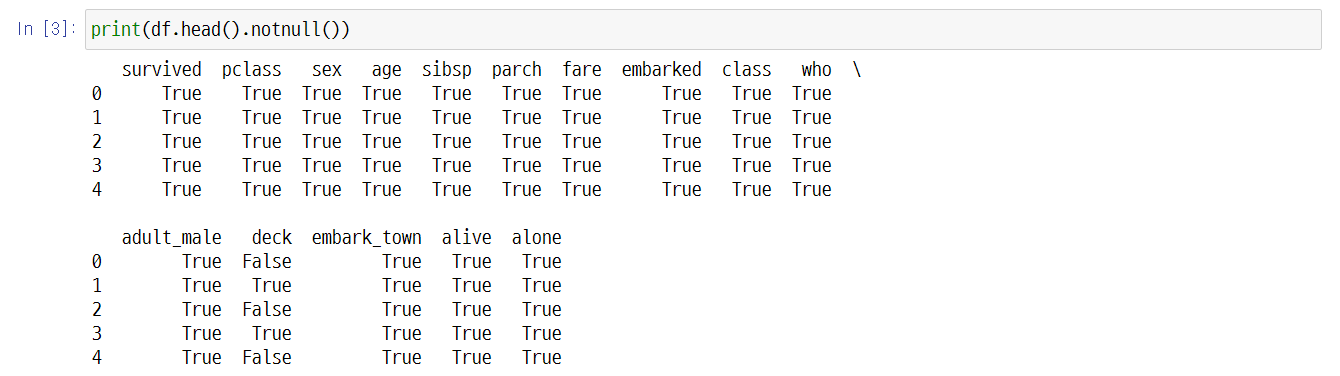 In [3]: print(df.head().notnull())
survived pclass sex age sibsp parch fare embarked class who \
0 True True True True True True True True True True
1 True True True True True True True True True True
2 True True True True True True True True True True
3 True True True True True True True True True True
4 True True True True True True True True True True
adult_male deck embark_town alive alone
0 True False True True True
1 True True True True True
2 True False True True True
3 True True True True True
4 True False True True True